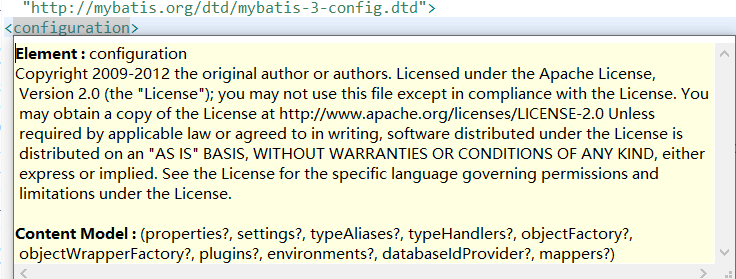 "http://mybatis.org/dtd/mybatis-3-config.dtd">
<configuration>
Element : configuration
Copyright 2009-2012 the original author or authors. Licensed under the Apache License,
Version 2.0 (the "License"); you may not use this file except in compliance with the License. You
may obtain a copy of the License at http://www.apache.org/licenses/LICENSE-2.0 Unless
required by applicable law or agreed to in writing, software distributed under the License is
distributed on an "AS IS" BASIS, WITHOUT WARRANTIES OR CONDITIONS OF ANY KIND, either
express or implied. See the License for the specific language governing permissions and
limitations under the License.
Content Model : (properties?, settings?, typeAliases?, typeHandlers?, objectFactory?,
objectWrapperFactory?, plugins?, environments?, databaseIdProvider?, mappers?)